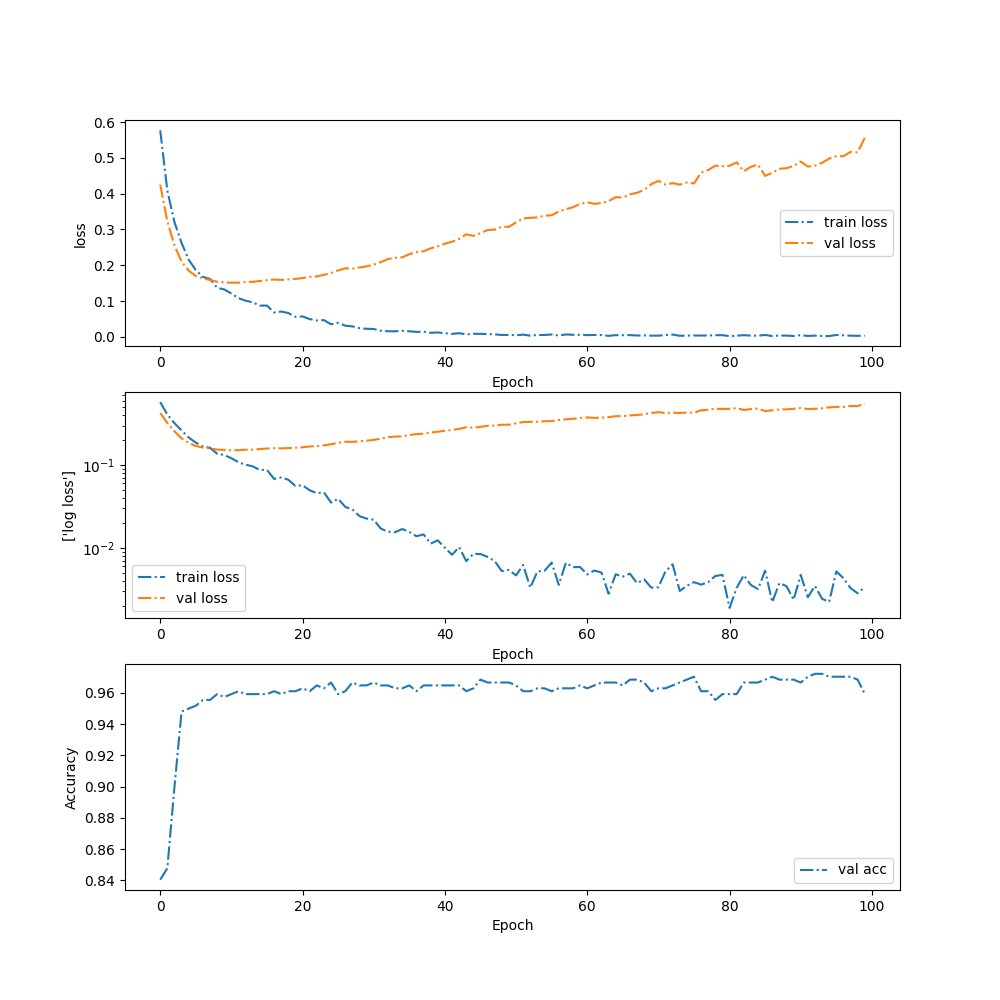 0.6
0.5
0.4
0.3
0.2
0.1
0.0
loss
train loss
val loss
0 20 40 60 80 100
Epoch
10⁻¹
10⁻²
['log loss']
train loss
val loss
0 20 40 60 80 100
Epoch
0.96
0.94
0.92
0.90
0.88
0.86
0.84
Accuracy
val acc
0 20 40 60 80 100
Epoch